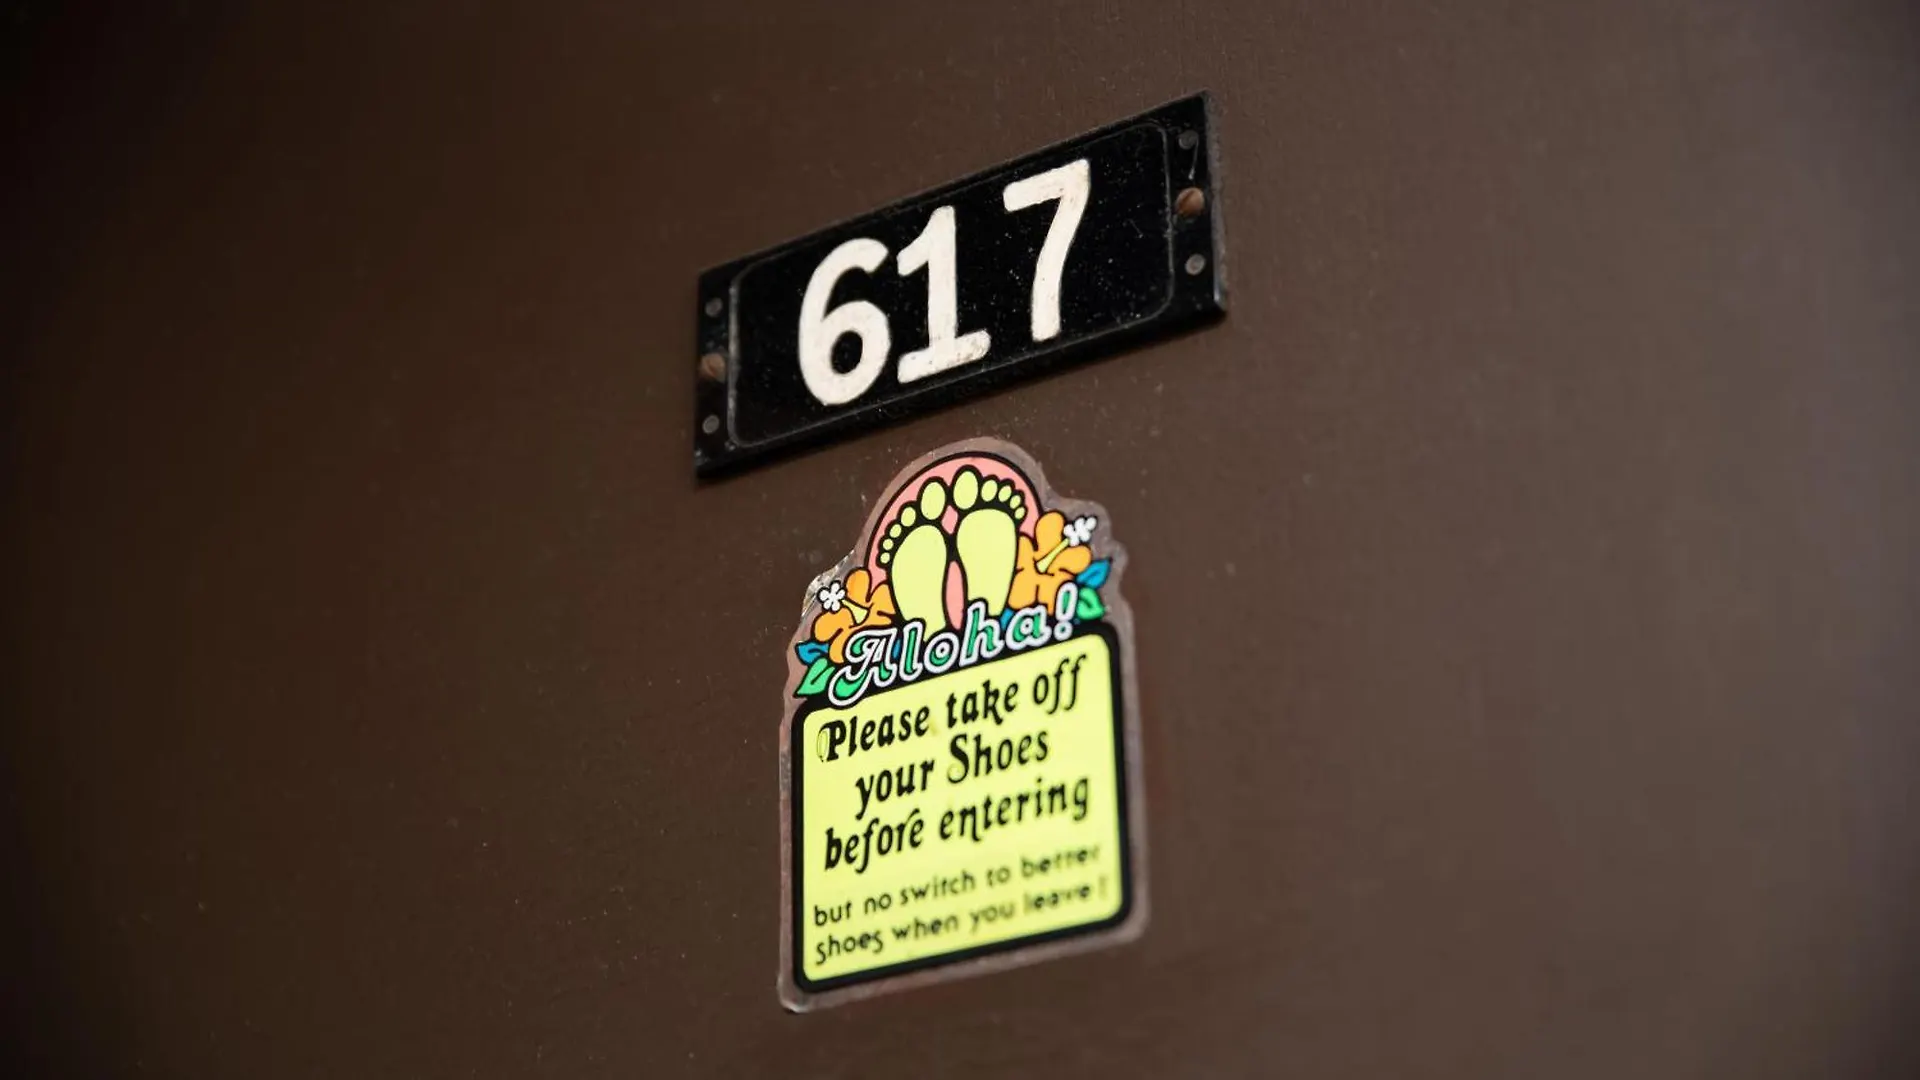 617
Aloha!
Please take off
your Shoes
before entering
but no switch to better
shoes when you leave!